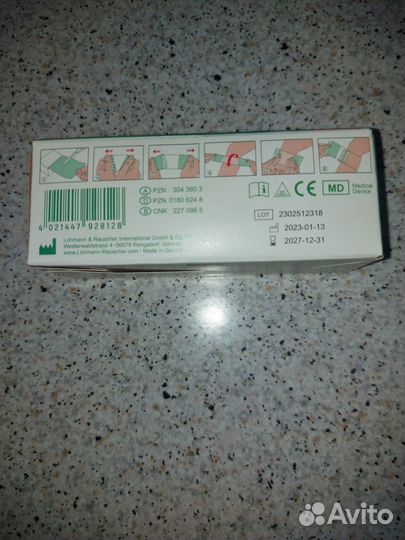 Ⓐ PZN 304 390 3
Ⓓ PZN 0180 624 8
Ⓑ CNK 227 096 5
MD
Medical
Device
LOT 2302512318
2023-01-13
2027-12-31
4 021447 928128
Lohmann & Rauscher International GmbH & Co. KG
Westerwaldstraße 4·56579 Rengsdorf, Germany
www.Lohmann-Rauscher.com / Made in Germany
Avito